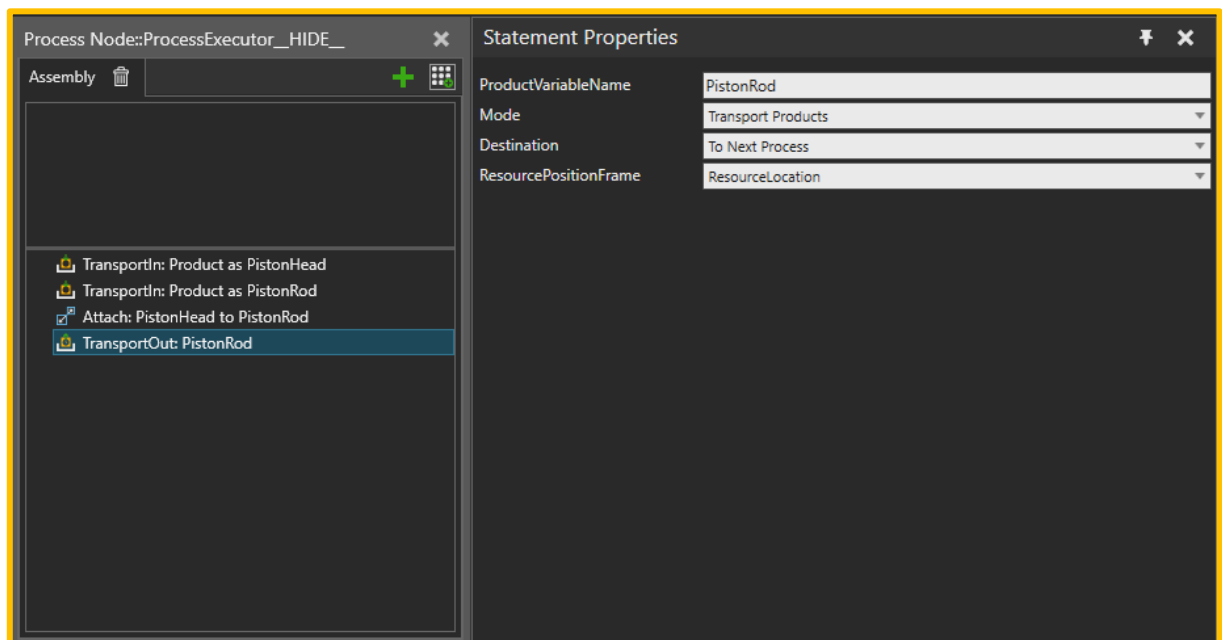 Process Node::ProcessExecutor__HIDE__
Assembly
TransportIn: Product as PistonHead
TransportIn: Product as PistonRod
Attach: PistonHead to PistonRod
TransportOut: PistonRod
Statement Properties
ProductVariableName PistonRod
Mode Transport Products
Destination To Next Process
ResourcePositionFrame ResourceLocation